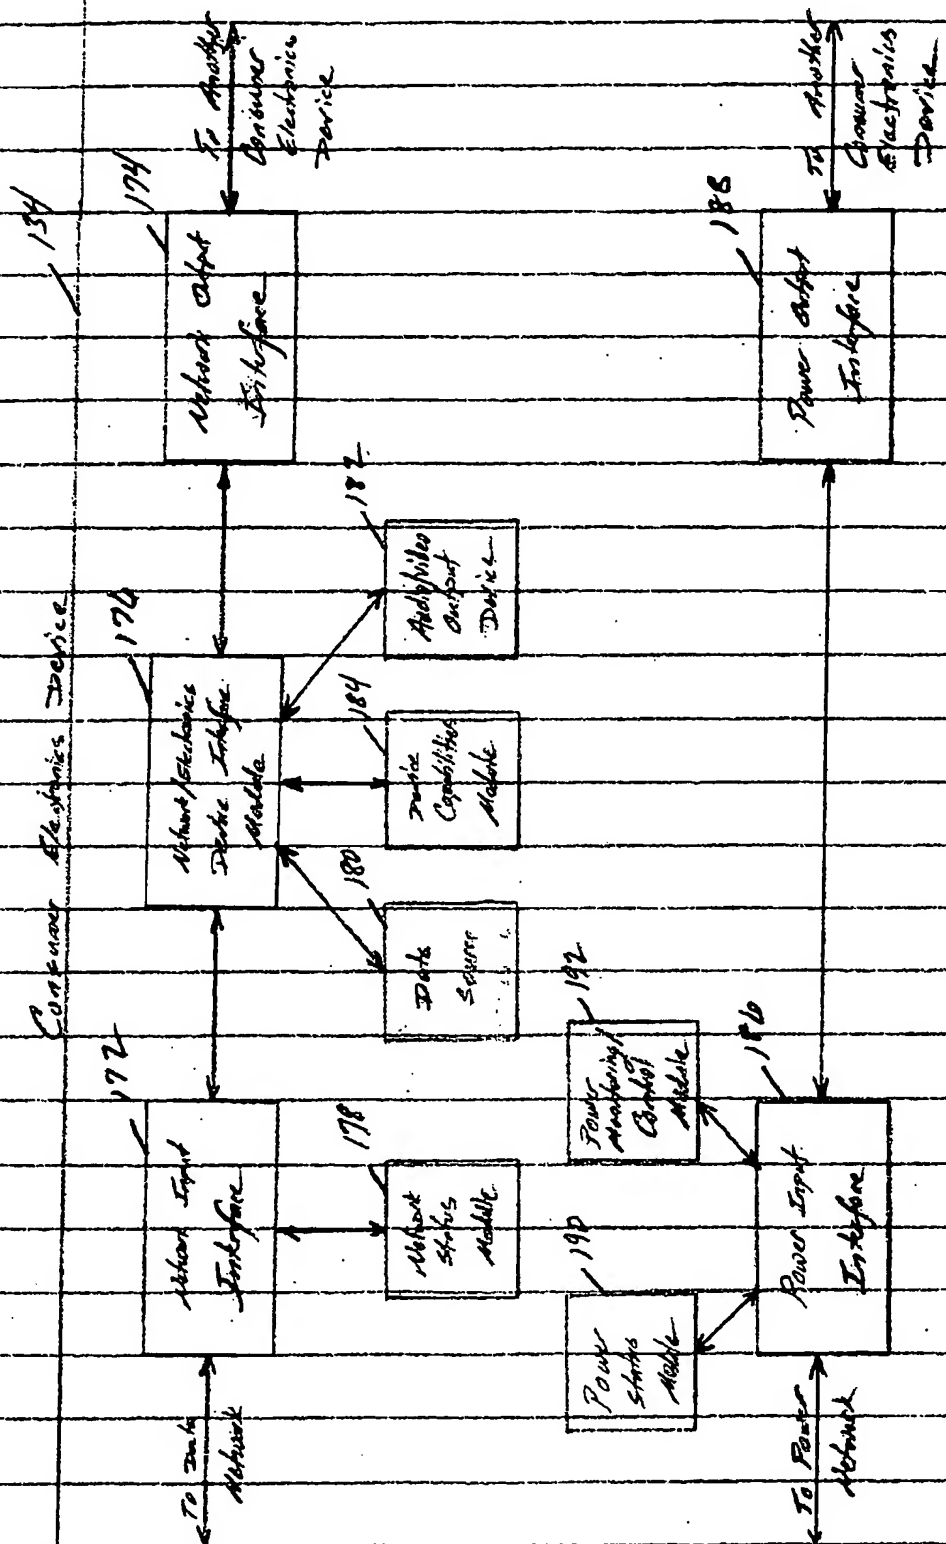 Consumer Electronics Device
134
To Data
Network
172
Network Input
Interface
178
Network
Status
Module
176
Network/Electronics
Device Interface
Module
180
Data
Source
184
Device
Capabilities
Module
182
Audio/video
Output
Device
174
Network Output
Interface
To Another
Consumer
Electronics
Device
To Power
Network
190
Power
Status
Module
192
Power
Monitoring/
Control
Module
186
Power Input
Interface
188
Power Output
Interface
To Another
Consumer
Electronics
Device